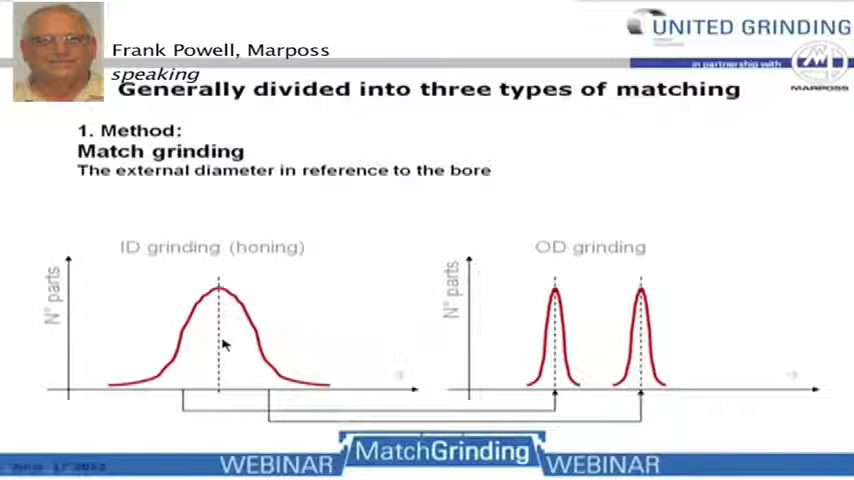 UNITED GRINDING
Frank Powell, Marposs
speaking
in partnership with
MARPOSS
Generally divided into three types of matching
1. Method:
Match grinding
The external diameter in reference to the bore
ID grinding (honing)
OD grinding
N° parts
N° parts
MatchGrinding
WEBINAR
WEBINAR